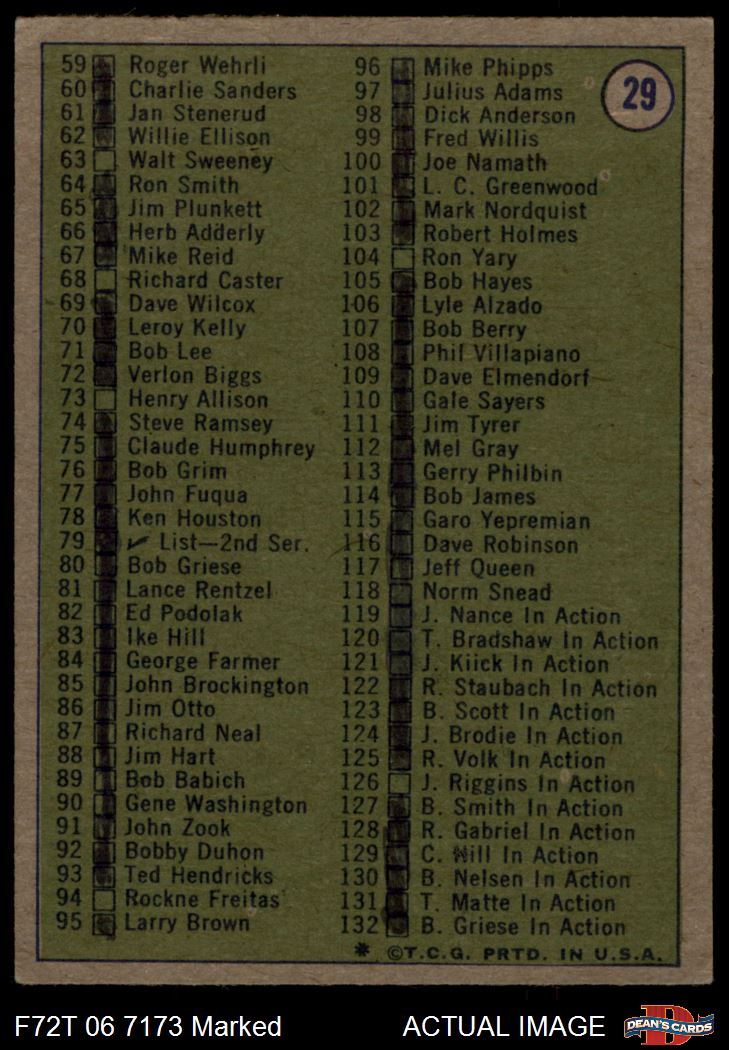 29
59 Roger Wehrli
60 Charlie Sanders
61 Jan Stenerud
62 Willie Ellison
63 Walt Sweeney
64 Ron Smith
65 Jim Plunkett
66 Herb Adderly
67 Mike Reid
68 Richard Caster
69 Dave Wilcox
70 Leroy Kelly
71 Bob Lee
72 Verlon Biggs
73 Henry Allison
74 Steve Ramsey
75 Claude Humphrey
76 Bob Grim
77 John Fuqua
78 Ken Houston
79 ✓ List—2nd Ser.
80 Bob Griese
81 Lance Rentzel
82 Ed Podolak
83 Ike Hill
84 George Farmer
85 John Brockington
86 Jim Otto
87 Richard Neal
88 Jim Hart
89 Bob Babich
90 Gene Washington
91 John Zook
92 Bobby Duhon
93 Ted Hendricks
94 Rockne Freitas
95 Larry Brown
96 Mike Phipps
97 Julius Adams
98 Dick Anderson
99 Fred Willis
100 Joe Namath
101 L. C. Greenwood
102 Mark Nordquist
103 Robert Holmes
104 Ron Yary
105 Bob Hayes
106 Lyle Alzado
107 Bob Berry
108 Phil Villapiano
109 Dave Elmendorf
110 Gale Sayers
111 Jim Tyrer
112 Mel Gray
113 Gerry Philbin
114 Bob James
115 Garo Yepremian
116 Dave Robinson
117 Jeff Queen
118 Norm Snead
119 J. Nance In Action
120 T. Bradshaw In Action
121 J. Kiick In Action
122 R. Staubach In Action
123 B. Scott In Action
124 J. Brodie In Action
125 R. Volk In Action
126 J. Riggins In Action
127 B. Smith In Action
128 R. Gabriel In Action
129 C. Hill In Action
130 B. Nelsen In Action
131 T. Matte In Action
132 B. Griese In Action
* ©T.C.G. PRTD. IN U.S.A.
F72T 06 7173 Marked
ACTUAL IMAGE
D
DEAN'S CARDS